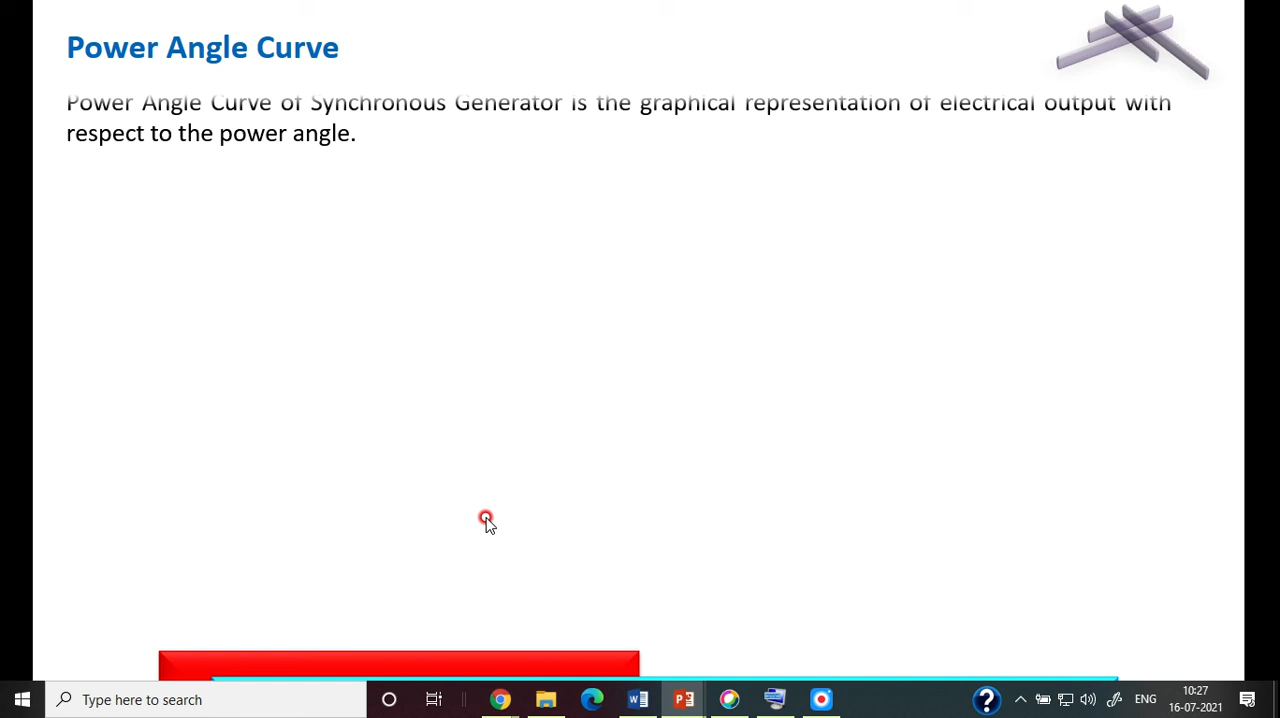 Power Angle Curve
Power Angle Curve of Synchronous Generator is the graphical representation of electrical output with
respect to the power angle.
Type here to search
ENG
10:27
16-07-2021